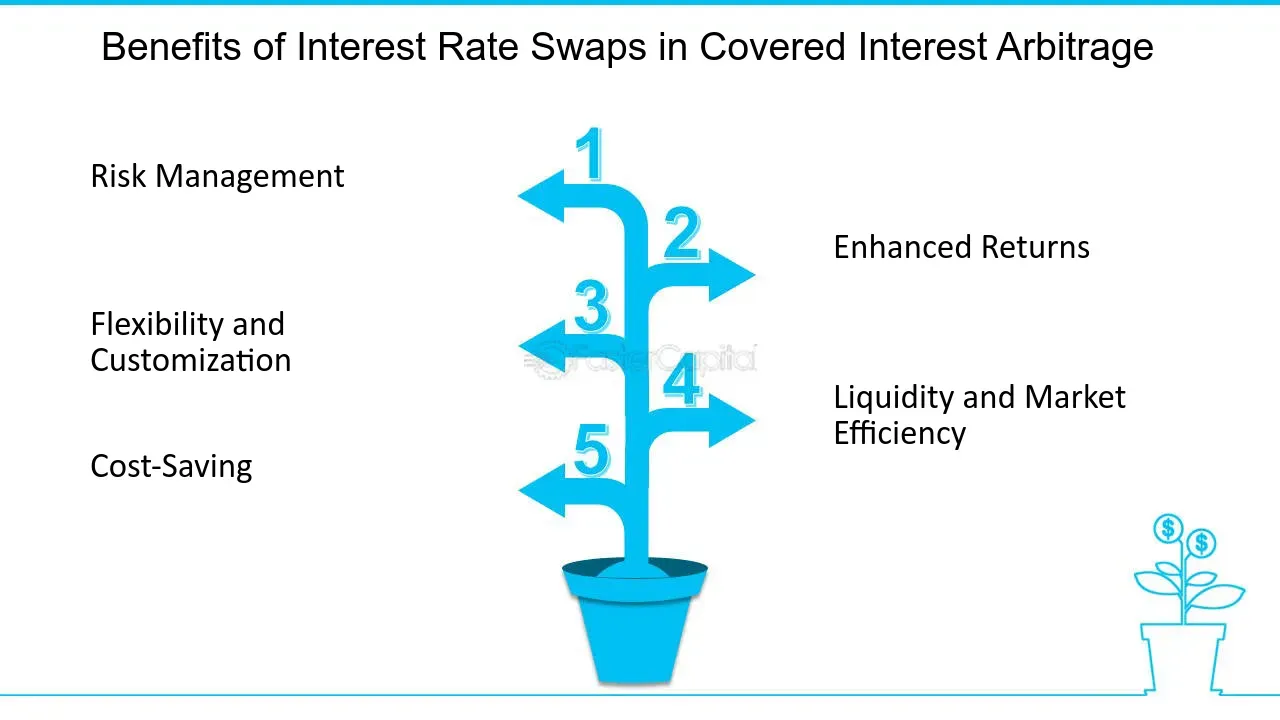 Benefits of Interest Rate Swaps in Covered Interest Arbitrage
1
Risk Management
2
Enhanced Returns
3
Flexibility and
Customization
FasterCapital
4
Liquidity and Market
Efficiency
5
Cost-Saving
$
$